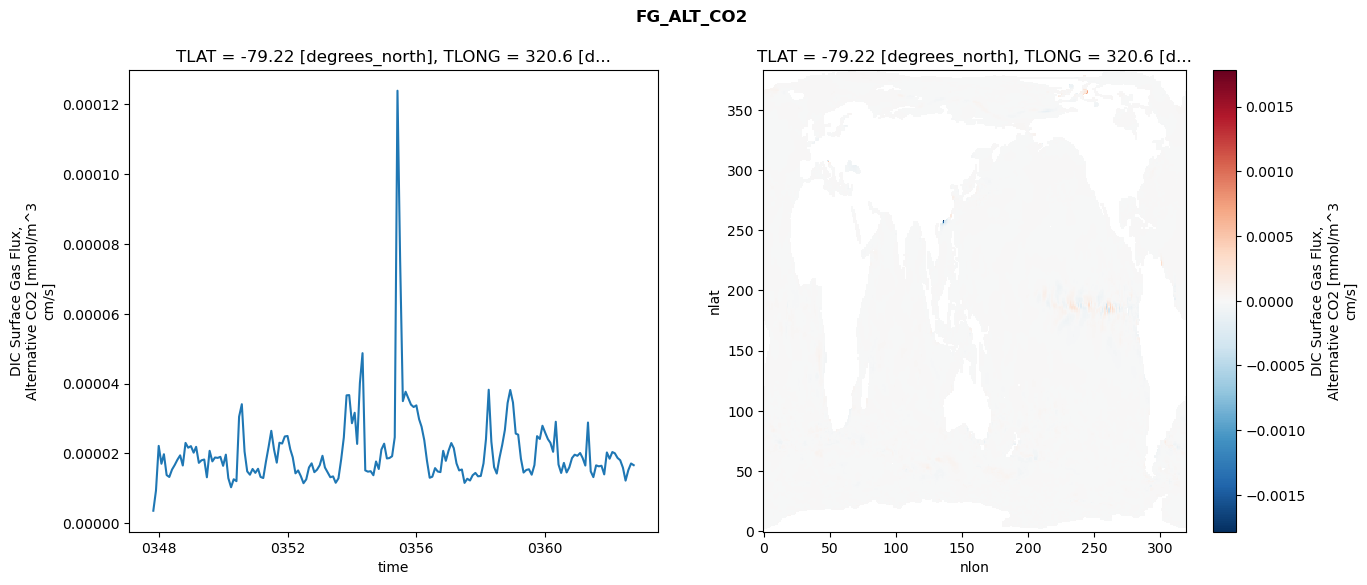 FG_ALT_CO2
TLAT = -79.22 [degrees_north], TLONG = 320.6 [d...
DIC Surface Gas Flux,
Alternative CO2 [mmol/m^3
cm/s]
0.00012
0.00010
0.00008
0.00006
0.00004
0.00002
0.00000
0348
0352
0356
0360
time
TLAT = -79.22 [degrees_north], TLONG = 320.6 [d...
nlat
350
300
250
200
150
100
50
0
0
50
100
150
200
250
300
nlon
0.0015
0.0010
0.0005
0.0000
−0.0005
−0.0010
−0.0015
DIC Surface Gas Flux,
Alternative CO2 [mmol/m^3
cm/s]